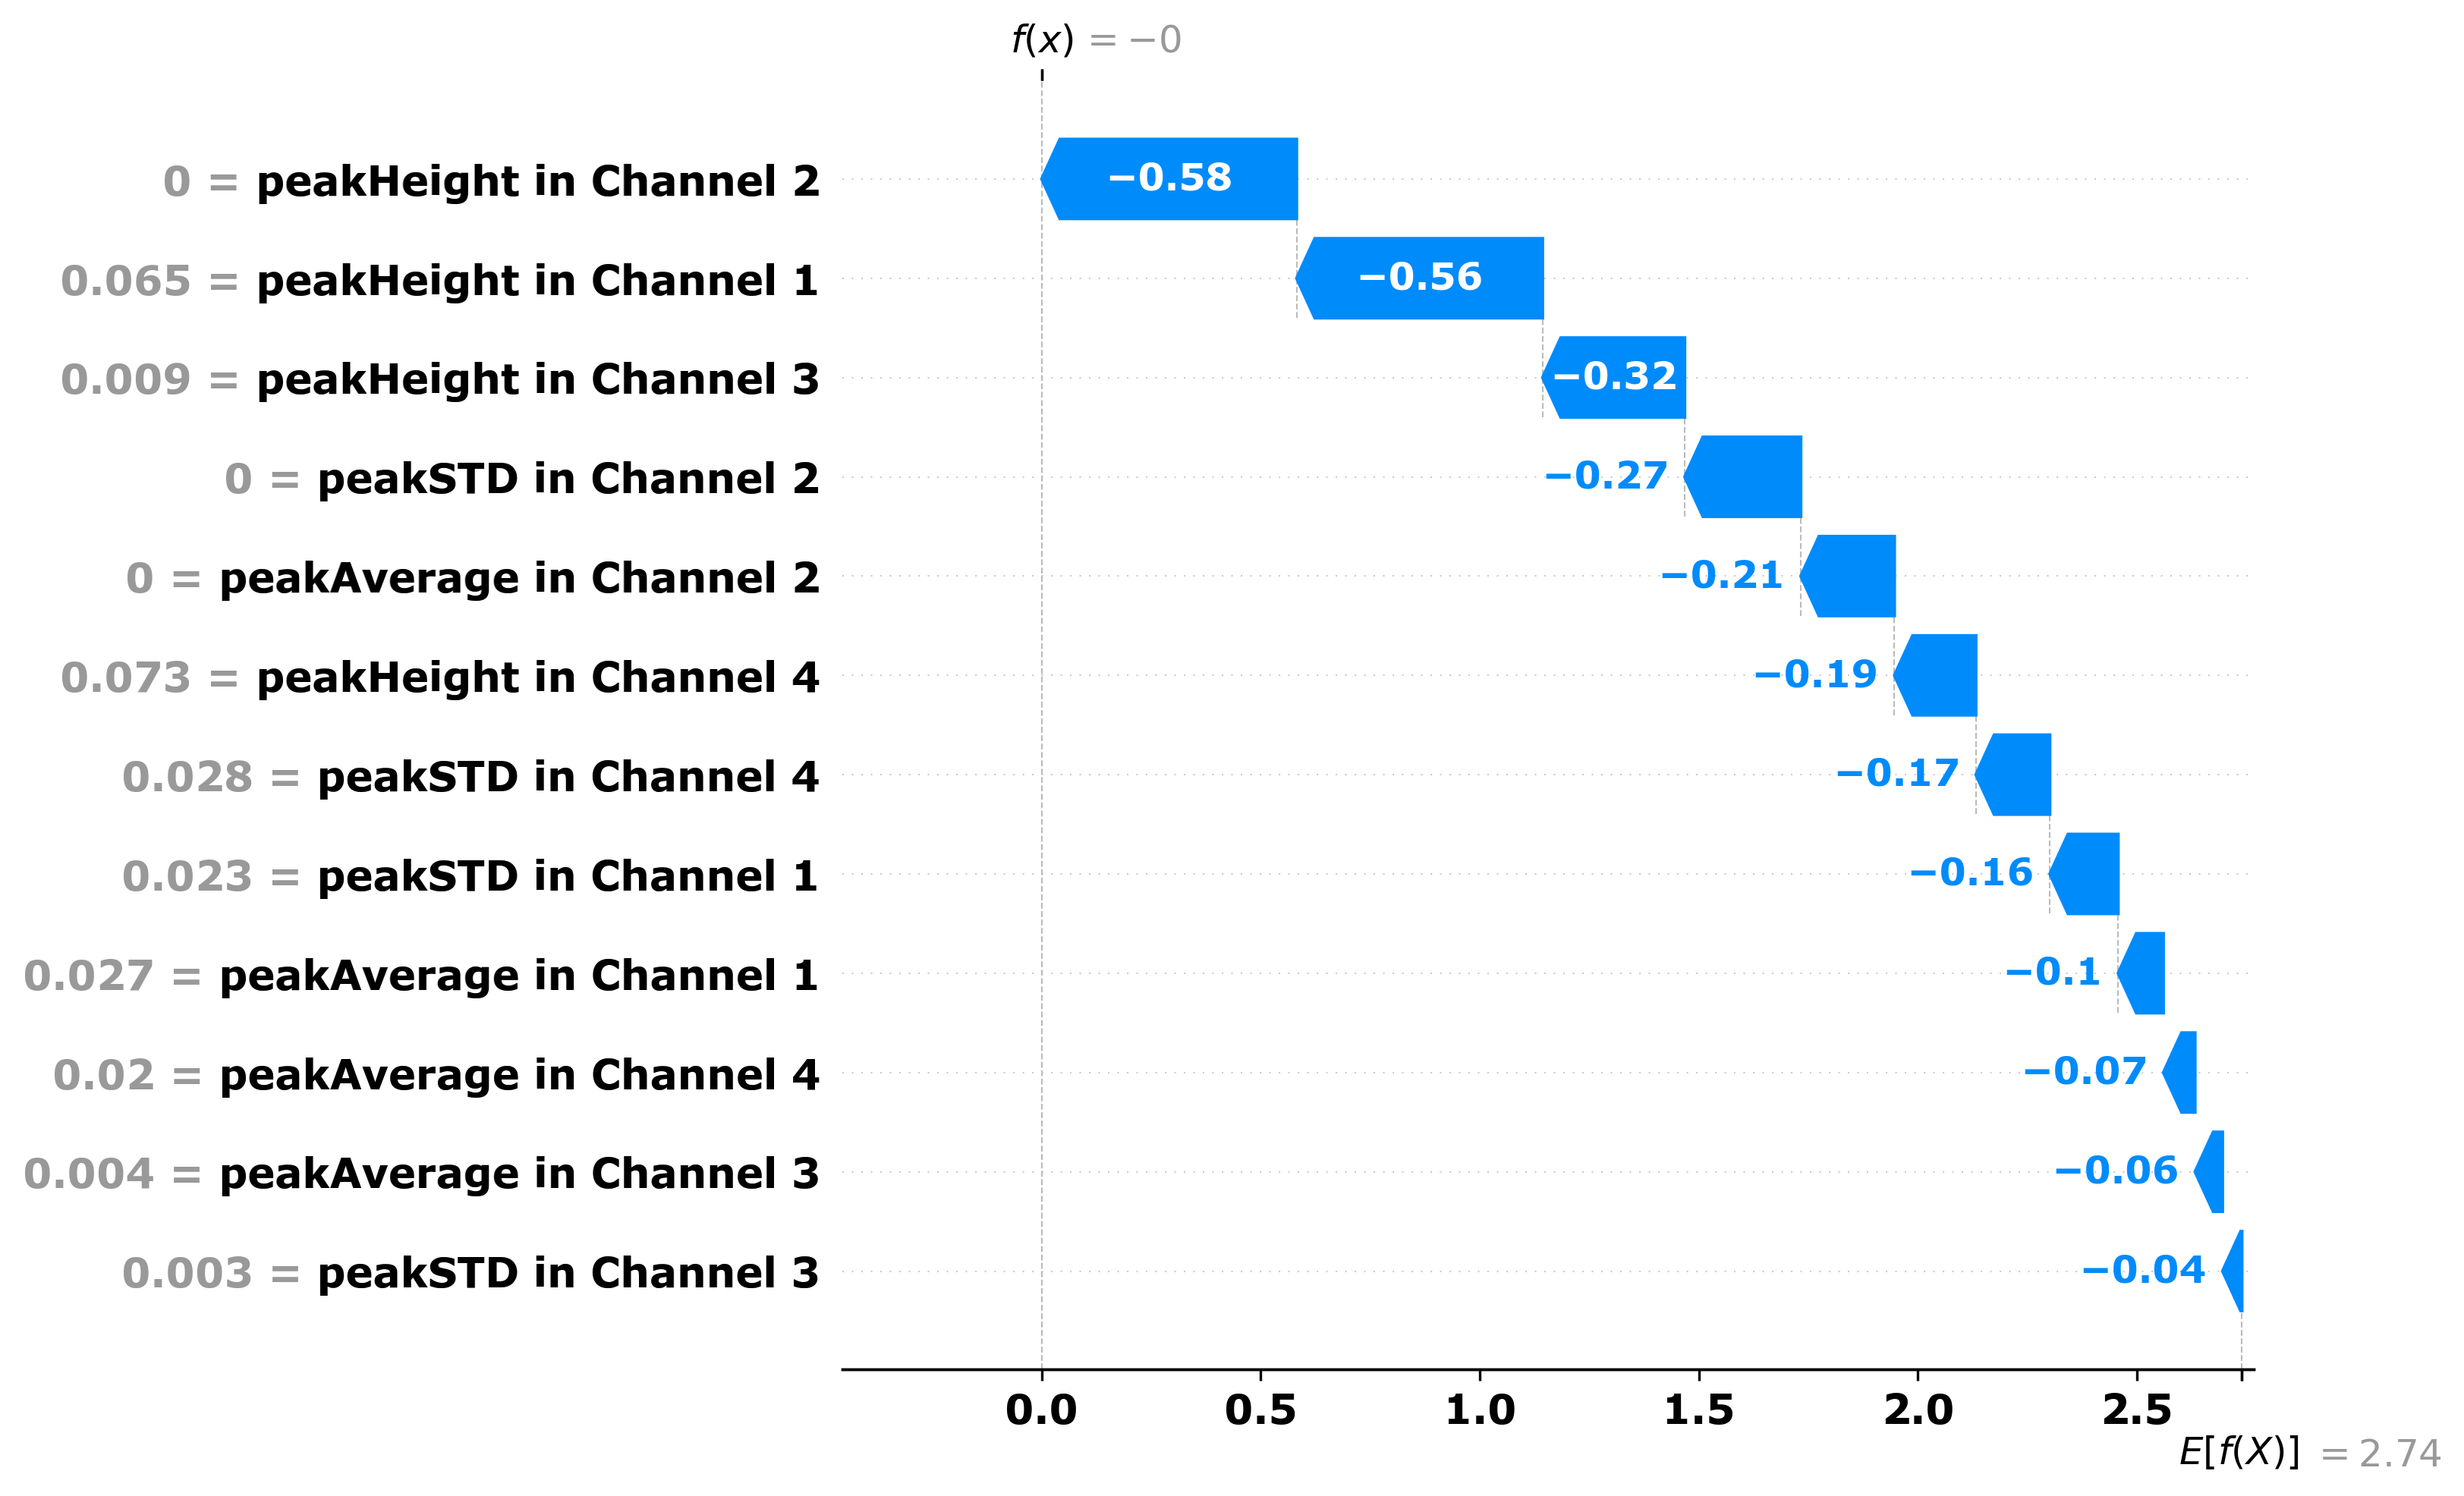 f(x) = −0
0 = peakHeight in Channel 2
−0.58
0.065 = peakHeight in Channel 1
−0.56
0.009 = peakHeight in Channel 3
−0.32
0 = peakSTD in Channel 2
−0.27
0 = peakAverage in Channel 2
−0.21
0.073 = peakHeight in Channel 4
−0.19
0.028 = peakSTD in Channel 4
−0.17
0.023 = peakSTD in Channel 1
−0.16
0.027 = peakAverage in Channel 1
−0.1
0.02 = peakAverage in Channel 4
−0.07
0.004 = peakAverage in Channel 3
−0.06
0.003 = peakSTD in Channel 3
−0.04
0.0 0.5 1.0 1.5 2.0 2.5
E[f(X)] = 2.74